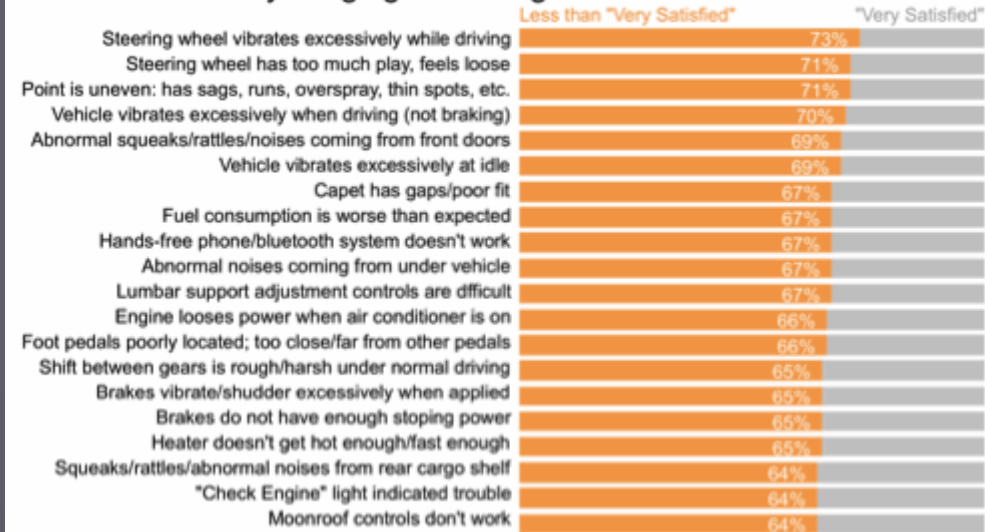 Less than "Very Satisfied" "Very Satisfied"
Steering wheel vibrates excessively while driving 73%
Steering wheel has too much play, feels loose 71%
Point is uneven: has sags, runs, overspray, thin spots, etc. 71%
Vehicle vibrates excessively when driving (not braking) 70%
Abnormal squeaks/rattles/noises coming from front doors 69%
Vehicle vibrates excessively at idle 69%
Capet has gaps/poor fit 67%
Fuel consumption is worse than expected 67%
Hands-free phone/bluetooth system doesn't work 67%
Abnormal noises coming from under vehicle 67%
Lumbar support adjustment controls are dfficult 67%
Engine looses power when air conditioner is on 66%
Foot pedals poorly located; too close/far from other pedals 66%
Shift between gears is rough/harsh under normal driving 65%
Brakes vibrate/shudder excessively when applied 65%
Brakes do not have enough stoping power 65%
Heater doesn't get hot enough/fast enough 65%
Squeaks/rattles/abnormal noises from rear cargo shelf 64%
"Check Engine" light indicated trouble 64%
Moonroof controls don't work 64%